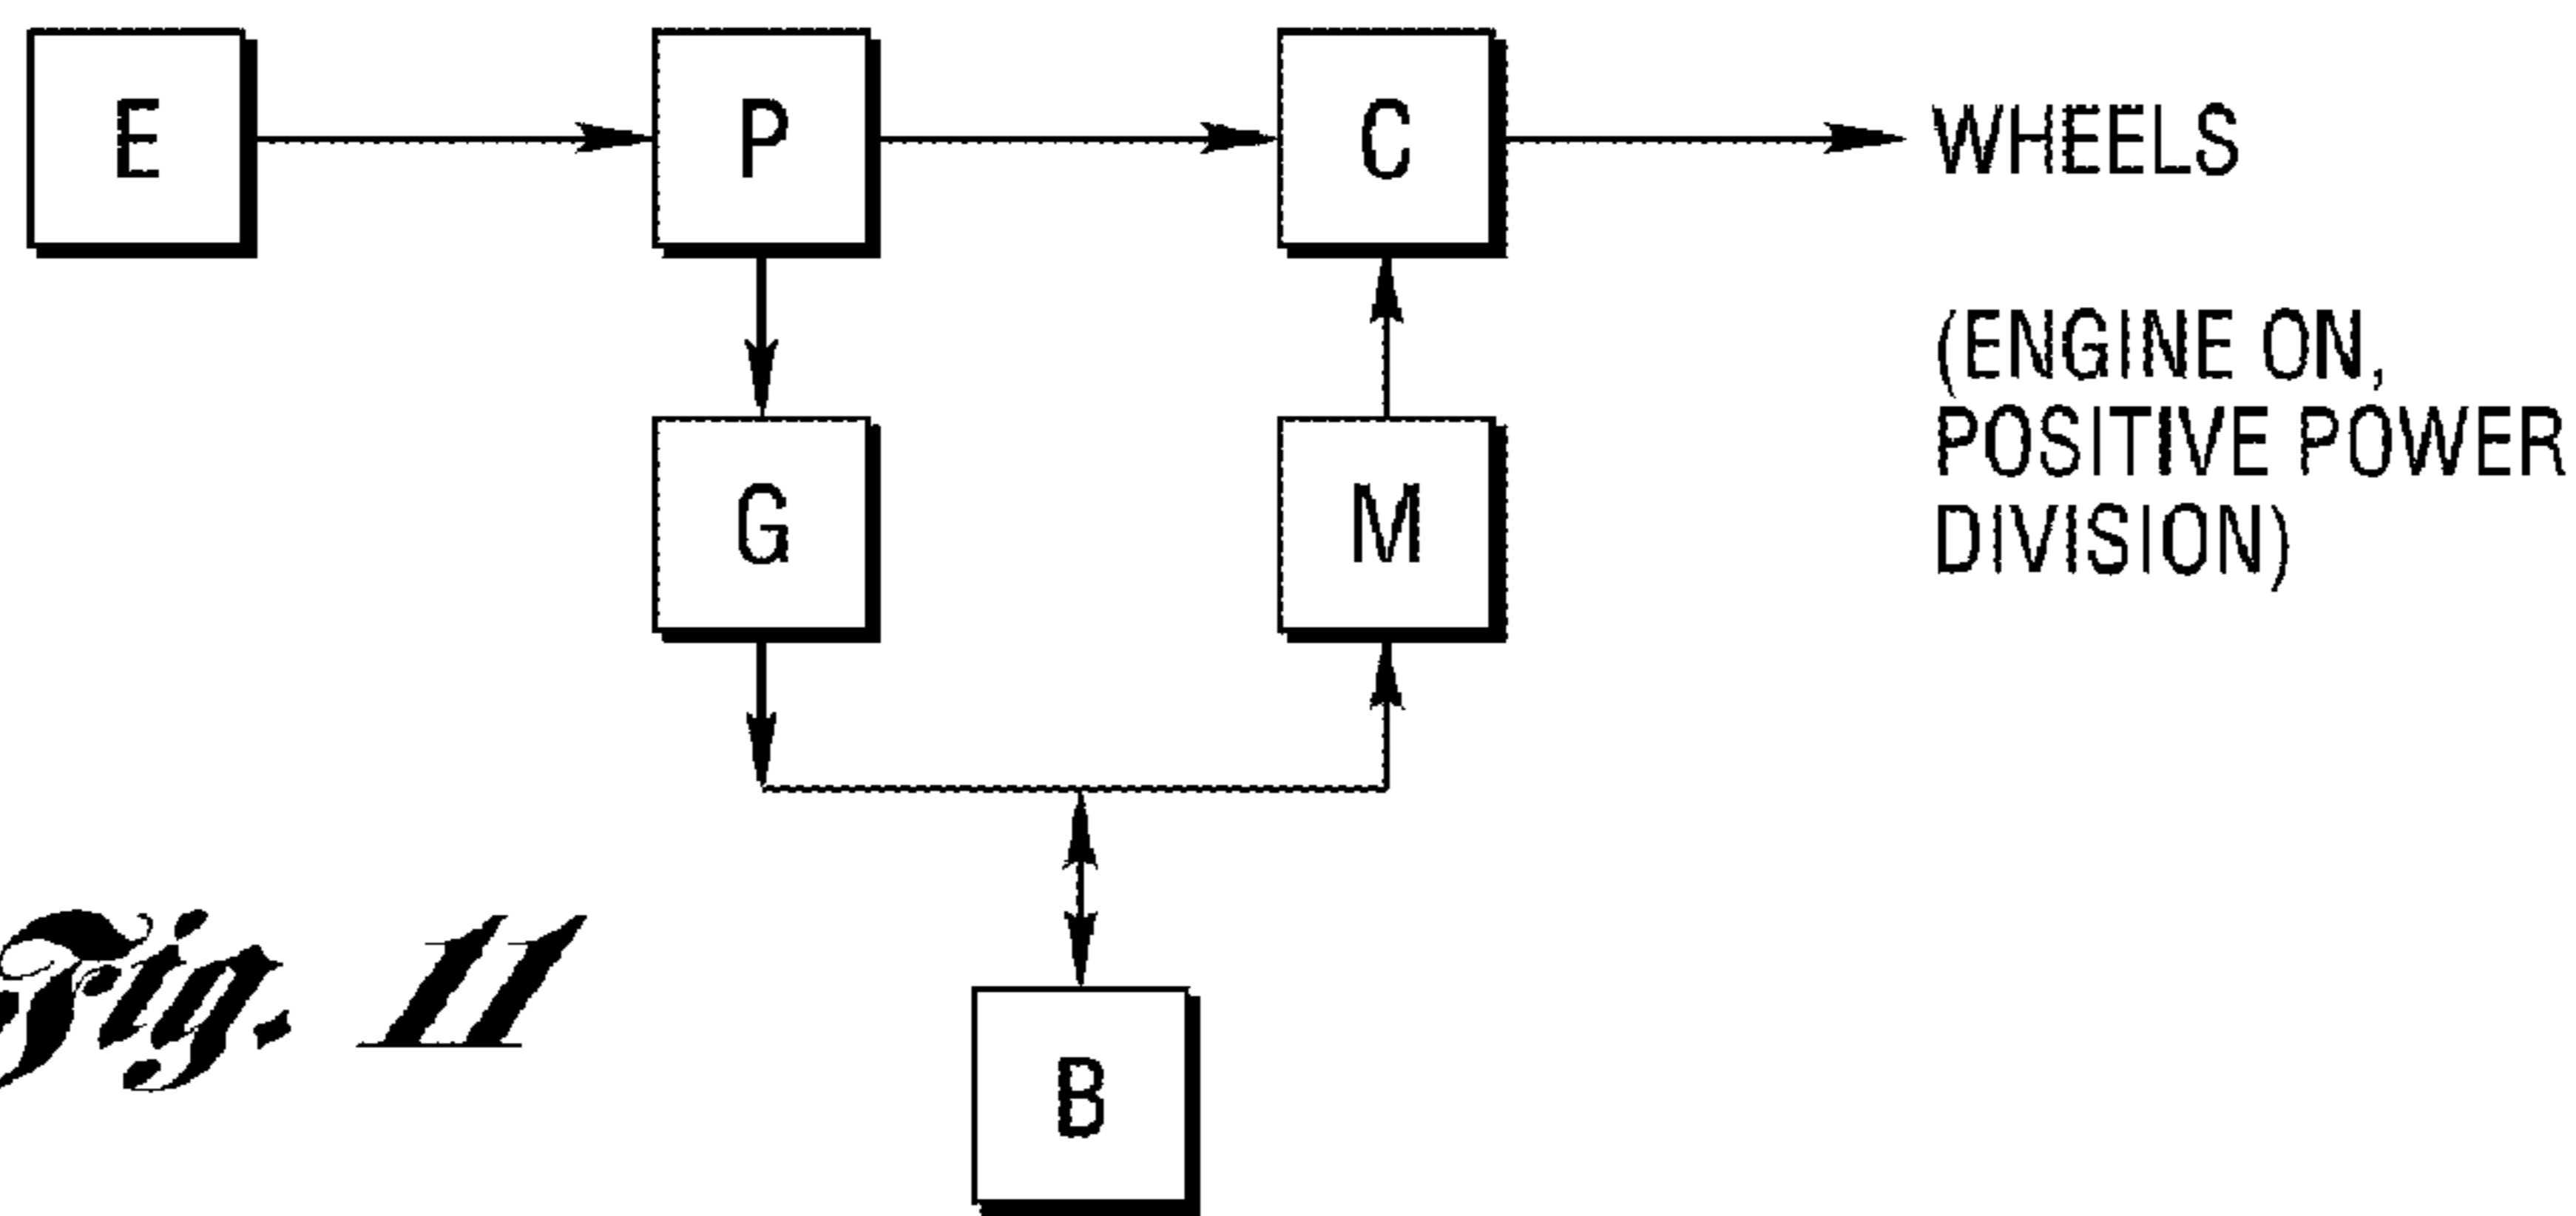 E
P
C
WHEELS
(ENGINE ON,
POSITIVE POWER
DIVISION)
G
M
B
Fig. 11